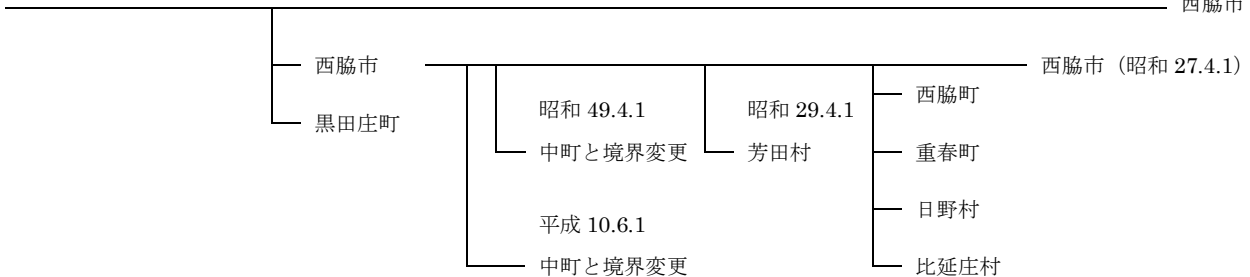 西脇市
西脇市
西脇市（昭和 27.4.1）
西脇町
昭和 49.4.1
昭和 29.4.1
黒田庄町
中町と境界変更
芳田村
重春町
日野村
平成 10.6.1
中町と境界変更
比延庄村